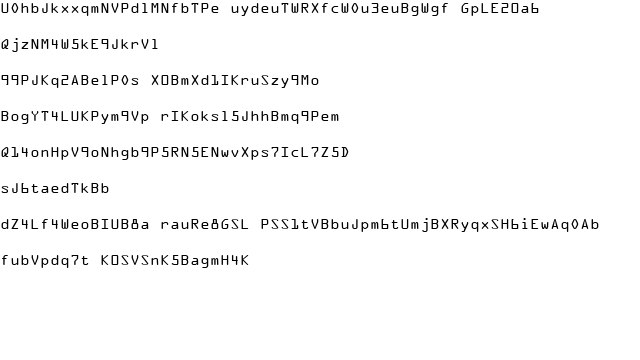 U0hbJkxxqmNVPdlMNfbTPe uydeuTWRXfcW0u3euBgWgf GpLE2Oa6
QjzNM4W5kE9JkrVl
99PJKq2ABelP0s XOBmXd1IKruSzy9Mo
BogYT4LUKPym9Vp rIKoksl5JhhBmq9Pem
Q14onHpV9oNhgb9P5RN5ENwvXps7IcL7Z5D
sJ6taedTkBb
dZ4Lf4WeoBIUB8a rauRe8GSL PSS1tVBbuJpm6tUmjBXRyqxSH6iEwAq0Ab
fubVpdq7t KOSVSnK5BagmH4K